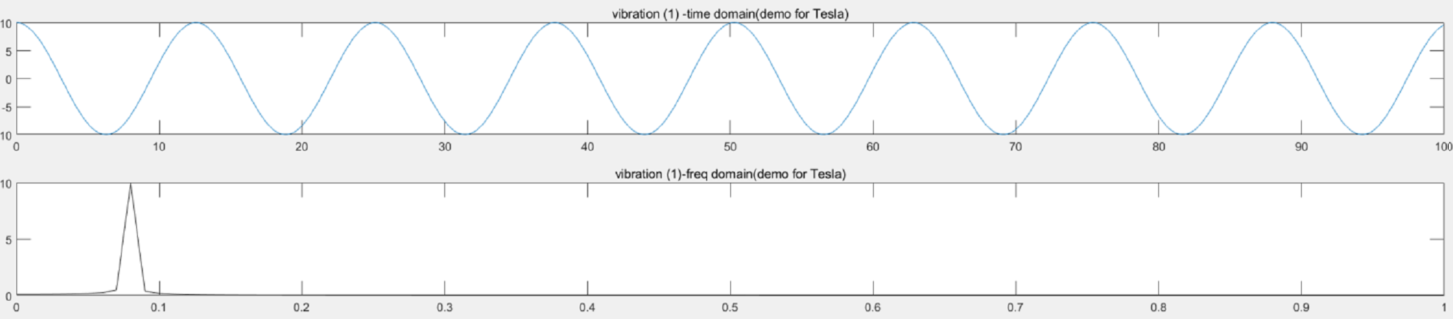 vibration (1) -time domain(demo for Tesla)
10
5
0
-5
10
0 10 20 30 40 50 60 70 80 90 100
vibration (1)-freq domain(demo for Tesla)
10
5
0
0 0.1 0.2 0.3 0.4 0.5 0.6 0.7 0.8 0.9 1